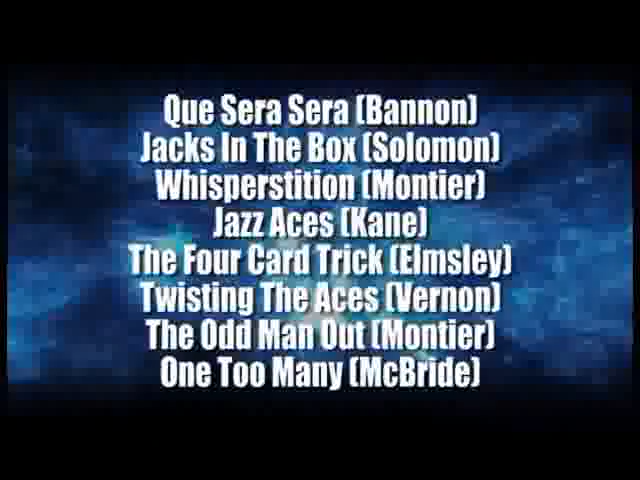 Que Sera Sera (Bannon)
Jacks In The Box (Solomon)
Whisperstition (Montier)
Jazz Aces (Kane)
The Four Card Trick (Elmsley)
Twisting The Aces (Vernon)
The Odd Man Out (Montier)
One Too Many (McBride)